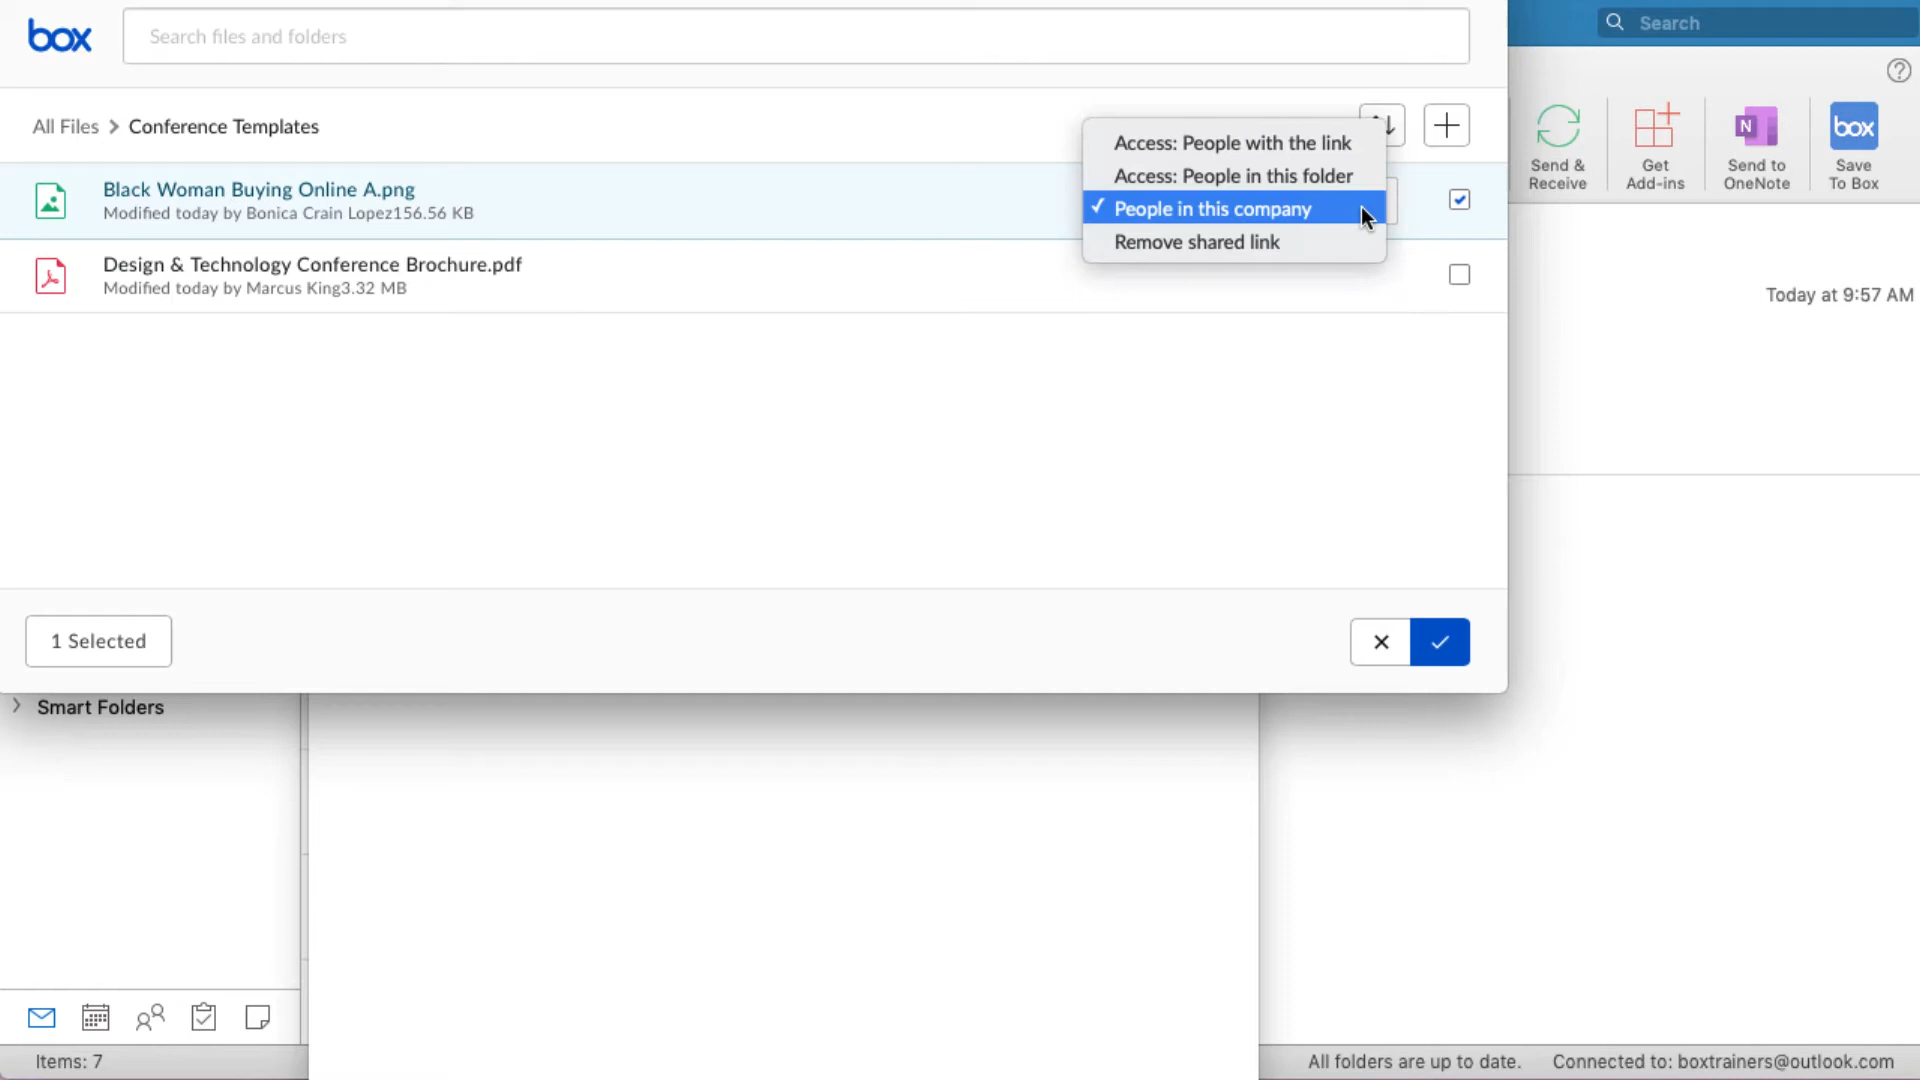 box
Search files and folders
Search
All Files > Conference Templates
Access: People with the link
Access: People in this folder
✓ People in this company
Remove shared link
Black Woman Buying Online A.png
Modified today by Bonica Crain Lopez156.56 KB
Design & Technology Conference Brochure.pdf
Modified today by Marcus King3.32 MB
Send & Receive
Get Add-ins
N
Send to OneNote
box
Save To Box
Today at 9:57 AM
1 Selected
Smart Folders
Items: 7
All folders are up to date.
Connected to: boxtrainers@outlook.com